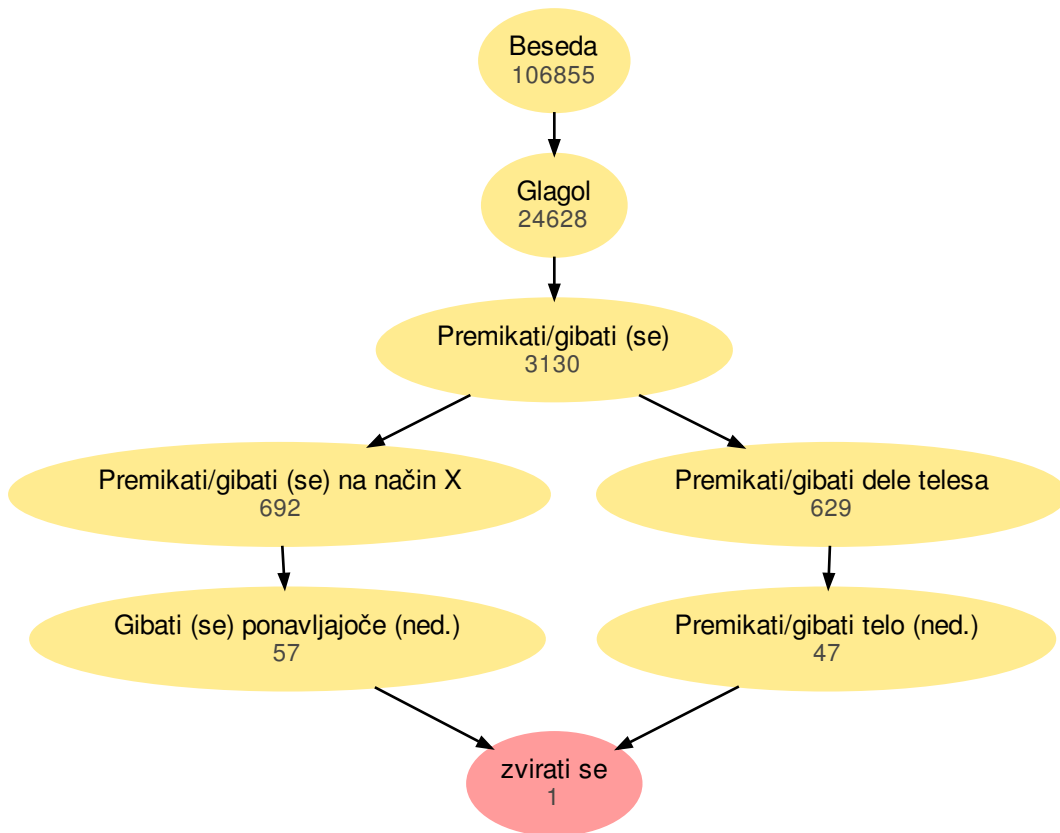 Beseda
106855
Glagol
24628
Premikati/gibati (se)
3130
Premikati/gibati (se) na način X
692
Premikati/gibati dele telesa
629
Gibati (se) ponavljajoče (ned.)
57
Premikati/gibati telo (ned.)
47
zvirati se
1